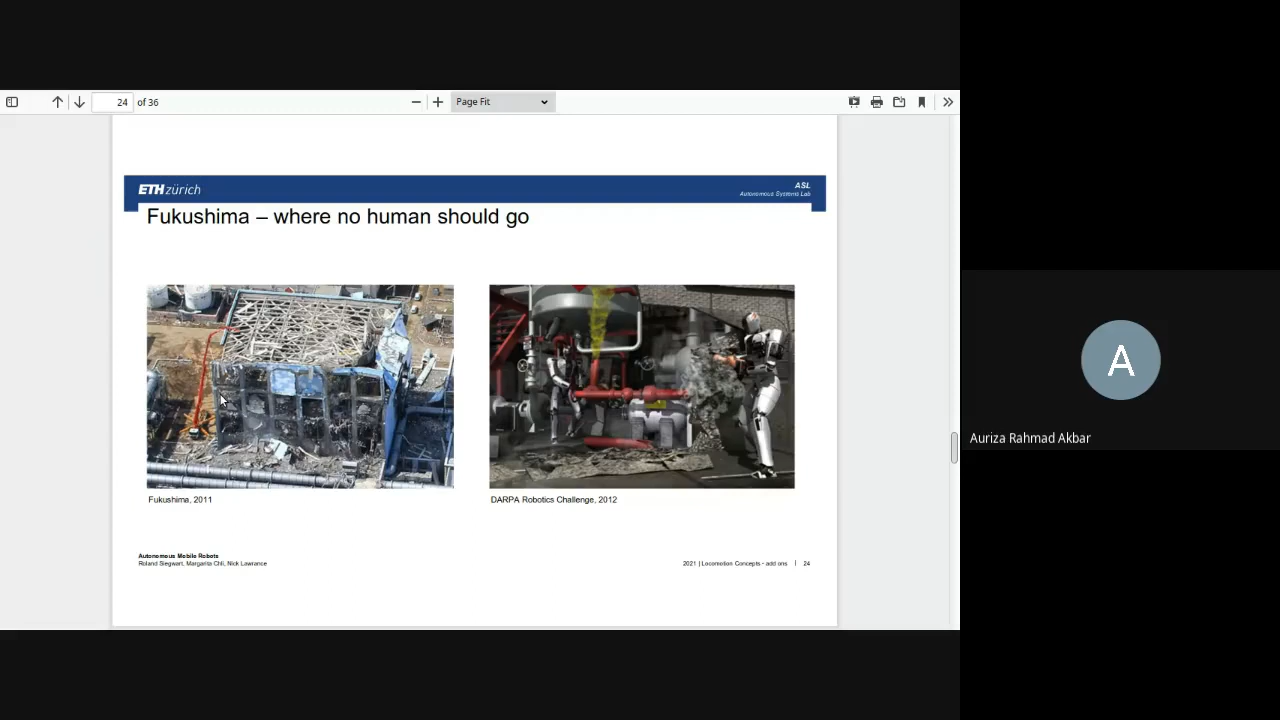 24 of 36
Page Fit
ETH zürich
ASL
Autonomous Systems Lab
Fukushima – where no human should go
Fukushima, 2011
DARPA Robotics Challenge, 2012
Autonomous Mobile Robots
Roland Siegwart, Margarita Chli, Nick Lawrance
2021 | Locomotion Concepts - add ons | 24
A
Auriza Rahmad Akbar